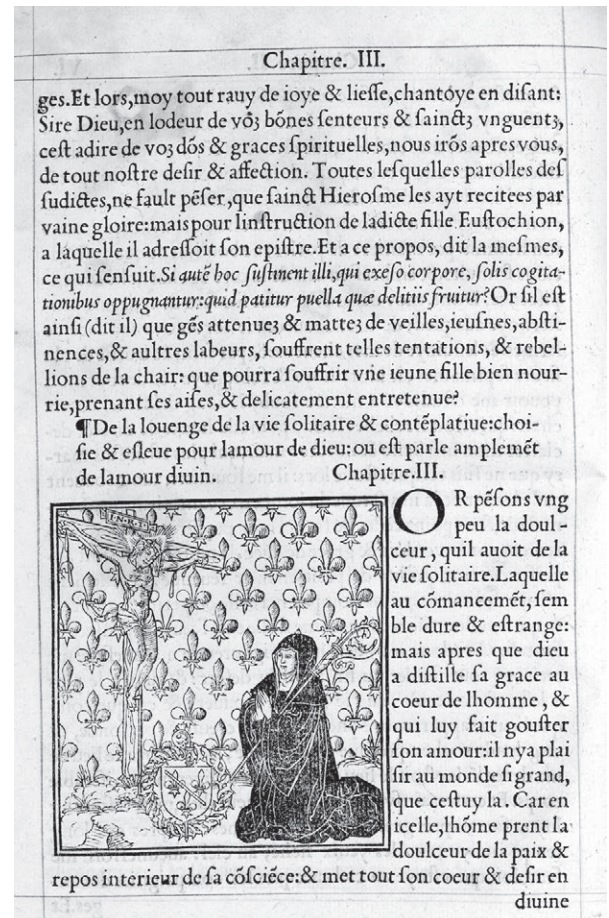 Chapitre. III.
ges.Et lors,moy tout rauy de ioye & lieſſe,chantoye en diſant:
Sire Dieu,en lodeur de võʒ bõnes ſenteurs & ſainctʒ vnguentʒ,
ceſt adire de voʒ dõs & graces ſpirituelles,nous irõs apres vous,
de tout noſtre deſir & affection. Toutes leſquelles parolles deſ
ſudictes,ne fault pẽſer,que ſainct Hieroſme les ayt recitees par
vaine gloire:mais pour linſtruction de ladicte fille Euſtochion,
a laquelle il adreſſoit ſon epiſtre.Et a ce propos, dit la meſmes,
ce qui ſenſuit.Si autẽ hoc ſuſtinent illi,qui exeſo corpore, ſolis cogita-
tionibus oppugnantur:quid patitur puella quæ delitiis fruitur?Or ſil eſt
ainſi (dit il) que gẽs attenueʒ & matteʒ de veilles,ieuſnes,abſti-
nences,& aultres labeurs, ſouffrent telles tentations, & rebel-
lions de la chair: que pourra ſouffrir vne ieune fille bien nour-
rie,prenant ſes aiſes,& delicatement entretenue?
¶De la louenge de la vie ſolitaire & contẽplatiue:choi-
ſie & eſleue pour lamour de dieu:ou eſt parle amplemẽt
de lamour diuin. Chapitre.III.
I·N·R·I
OR pẽſons vng
peu la doul-
ceur, quil auoit de la
vie ſolitaire.Laquelle
au cõmancemẽt,ſem
ble dure & eſtrange:
mais apres que dieu
a diſtille ſa grace au
coeur de lhomme, &
qui luy fait gouſter
ſon amour:il nya plai
ſir au monde ſi grand,
que ceſtuy la. Car en
icelle,lhõme prent la
doulceur de la paix &
repos interieur de ſa cõſciẽce:& met tout ſon coeur & deſir en
diuine